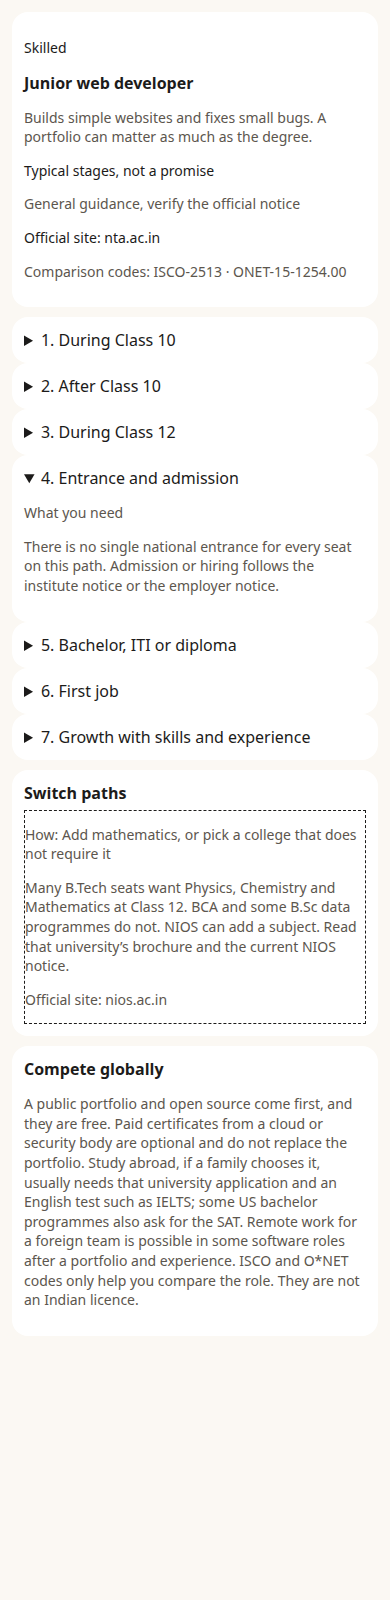 Skilled
Junior web developer
Builds simple websites and fixes small bugs. A
portfolio can matter as much as the degree.
Typical stages, not a promise
General guidance, verify the official notice
Official site: nta.ac.in
Comparison codes: ISCO-2513 · ONET-15-1254.00
1. During Class 10
2. After Class 10
3. During Class 12
4. Entrance and admission
What you need
There is no single national entrance for every seat
on this path. Admission or hiring follows the
institute notice or the employer notice.
5. Bachelor, ITI or diploma
6. First job
7. Growth with skills and experience
Switch paths
How: Add mathematics, or pick a college that does
not require it
Many B.Tech seats want Physics, Chemistry and
Mathematics at Class 12. BCA and some B.Sc data
programmes do not. NIOS can add a subject. Read
that university's brochure and the current NIOS
notice.
Official site: nios.ac.in
Compete globally
A public portfolio and open source come first, and
they are free. Paid certificates from a cloud or
security body are optional and do not replace the
portfolio. Study abroad, if a family chooses it,
usually needs that university application and an
English test such as IELTS; some US bachelor
programmes also ask for the SAT. Remote work for
a foreign team is possible in some software roles
after a portfolio and experience. ISCO and O*NET
codes only help you compare the role. They are not
an Indian licence.